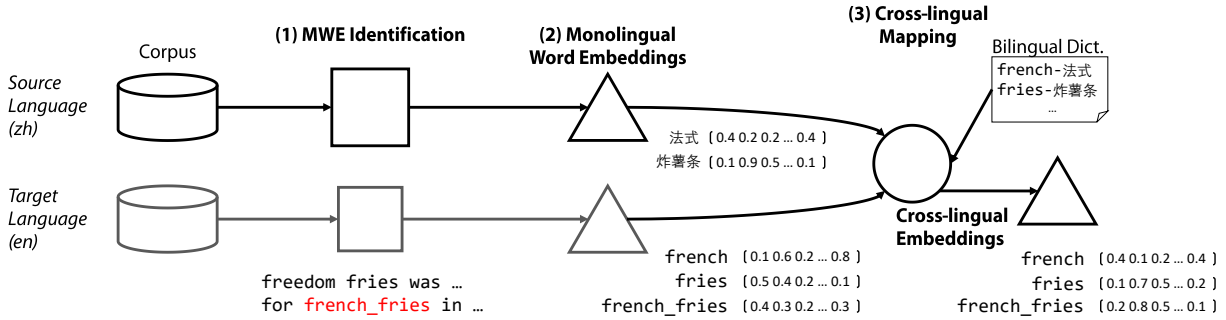 (1) MWE Identification
(2) Monolingual
Word Embeddings
(3) Cross-lingual
Mapping
Corpus
Bilingual Dict.
french-法式
fries-炸薯条
…
Source
Language
(zh)
法式 [0.4 0.2 0.2 … 0.4 ]
炸薯条 [0.1 0.9 0.5 … 0.1 ]
Target
Language
(en)
Cross-lingual
Embeddings
freedom fries was …
for french_fries in …
french [0.1 0.6 0.2 … 0.8 ]
fries [0.5 0.4 0.2 … 0.1 ]
french_fries [0.4 0.3 0.2 … 0.3 ]
french [0.4 0.1 0.2 … 0.4 ]
fries [0.1 0.7 0.5 … 0.2 ]
french_fries [0.2 0.8 0.5 … 0.1 ]